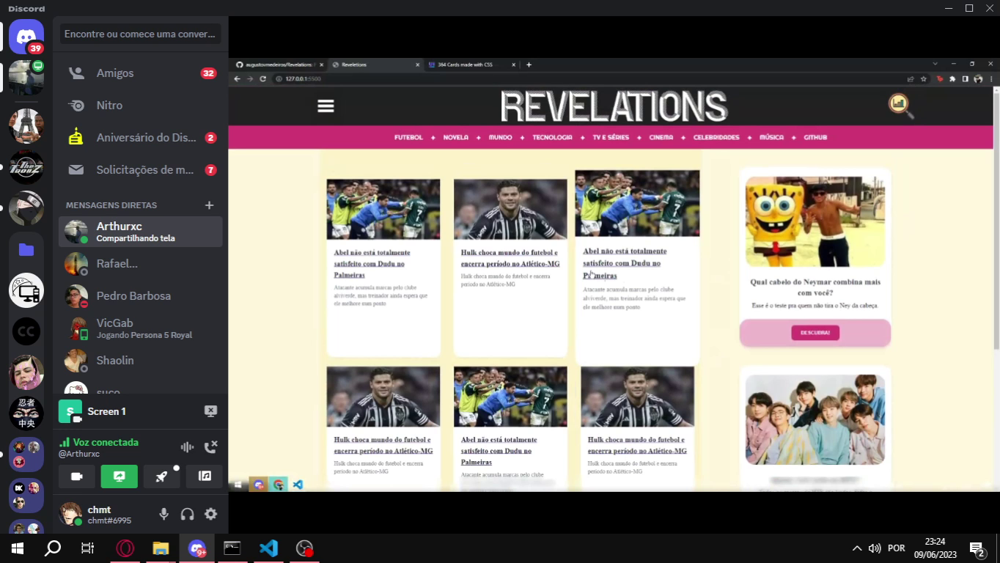 Discord
Encontre ou comece uma conver...
39
Amigos
32
Nitro
Aniversário do Dis...
2
Solicitações de m...
7
MENSAGENS DIRETAS
Arthurxc
Compartilhando tela
Rafael...
Pedro Barbosa
VicGab
Jogando Persona 5 Royal
Shaolin
suco
CC
忍者
中央
DK
S
Screen 1
Voz conectada
@Arthurxc
chmt
chmt#6995
augustovmedeiros/Revelations:
Reveletions
364 Cards made with CSS
127.0.0.1:5500
REVELATIONS
FUTEBOL + NOVELA + MUNDO + TECNOLOGIA + TV E SÉRIES + CINEMA + CELEBRIDADES + MÚSICA + GITHUB
Abel não está totalmente
satisfeito com Dudu no
Palmeiras
Atacante acumula marcas pelo clube
alviverde, mas treinador ainda espera que
ele melhore num ponto
Hulk choca mundo do futebol e
encerra período no Atlético-MG
Hulk choca mundo do futebol e encerra
período no Atlético-MG
Abel não está totalmente
satisfeito com Dudu no
Palmeiras
Atacante acumula marcas pelo clube
alviverde, mas treinador ainda espera que
ele melhore num ponto
Qual cabelo do Neymar combina mais
com você?
Esse é o teste pra quem não tira o Ney da cabeça.
DESCUBRA!
Hulk choca mundo do futebol e
encerra período no Atlético-MG
Hulk choca mundo do futebol e encerra
período no Atlético-MG
Abel não está totalmente
satisfeito com Dudu no
Palmeiras
Atacante acumula marcas pelo clube
Hulk choca mundo do futebol e
encerra período no Atlético-MG
Hulk choca mundo do futebol e encerra
período no Atlético-MG
9+
POR
23:24
09/06/2023
2